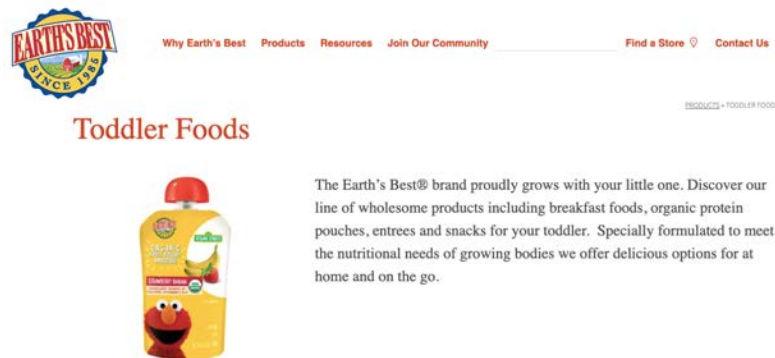 EARTH'S BEST
SINCE 1985
Why Earth's Best Products Resources Join Our Community Find a Store Contact Us
PRODUCTS » TODDLER FOOD
Toddler Foods
The Earth's Best® brand proudly grows with your little one. Discover our
line of wholesome products including breakfast foods, organic protein
pouches, entrees and snacks for your toddler.  Specially formulated to meet
the nutritional needs of growing bodies we offer delicious options for at
home and on the go.
ORGANIC
STRAWBERRY BANANA